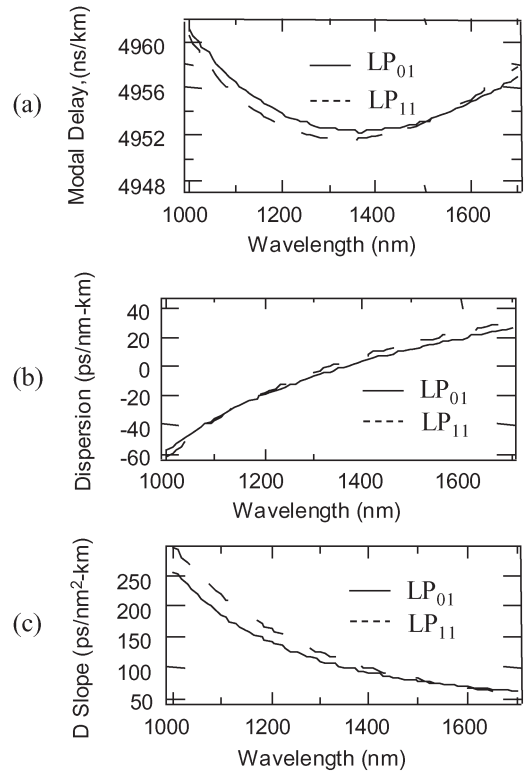 (a)
Modal Delay,(ns/km)
4960
4956
4952
4948
LP01
LP11
1000 1200 1400 1600
Wavelength (nm)
(b)
Dispersion (ps/nm-km)
40
20
0
-20
-40
-60
LP01
LP11
1000 1200 1400 1600
Wavelength (nm)
(c)
D Slope (ps/nm2-km)
250
200
150
100
50
LP01
LP11
1000 1200 1400 1600
Wavelength (nm)